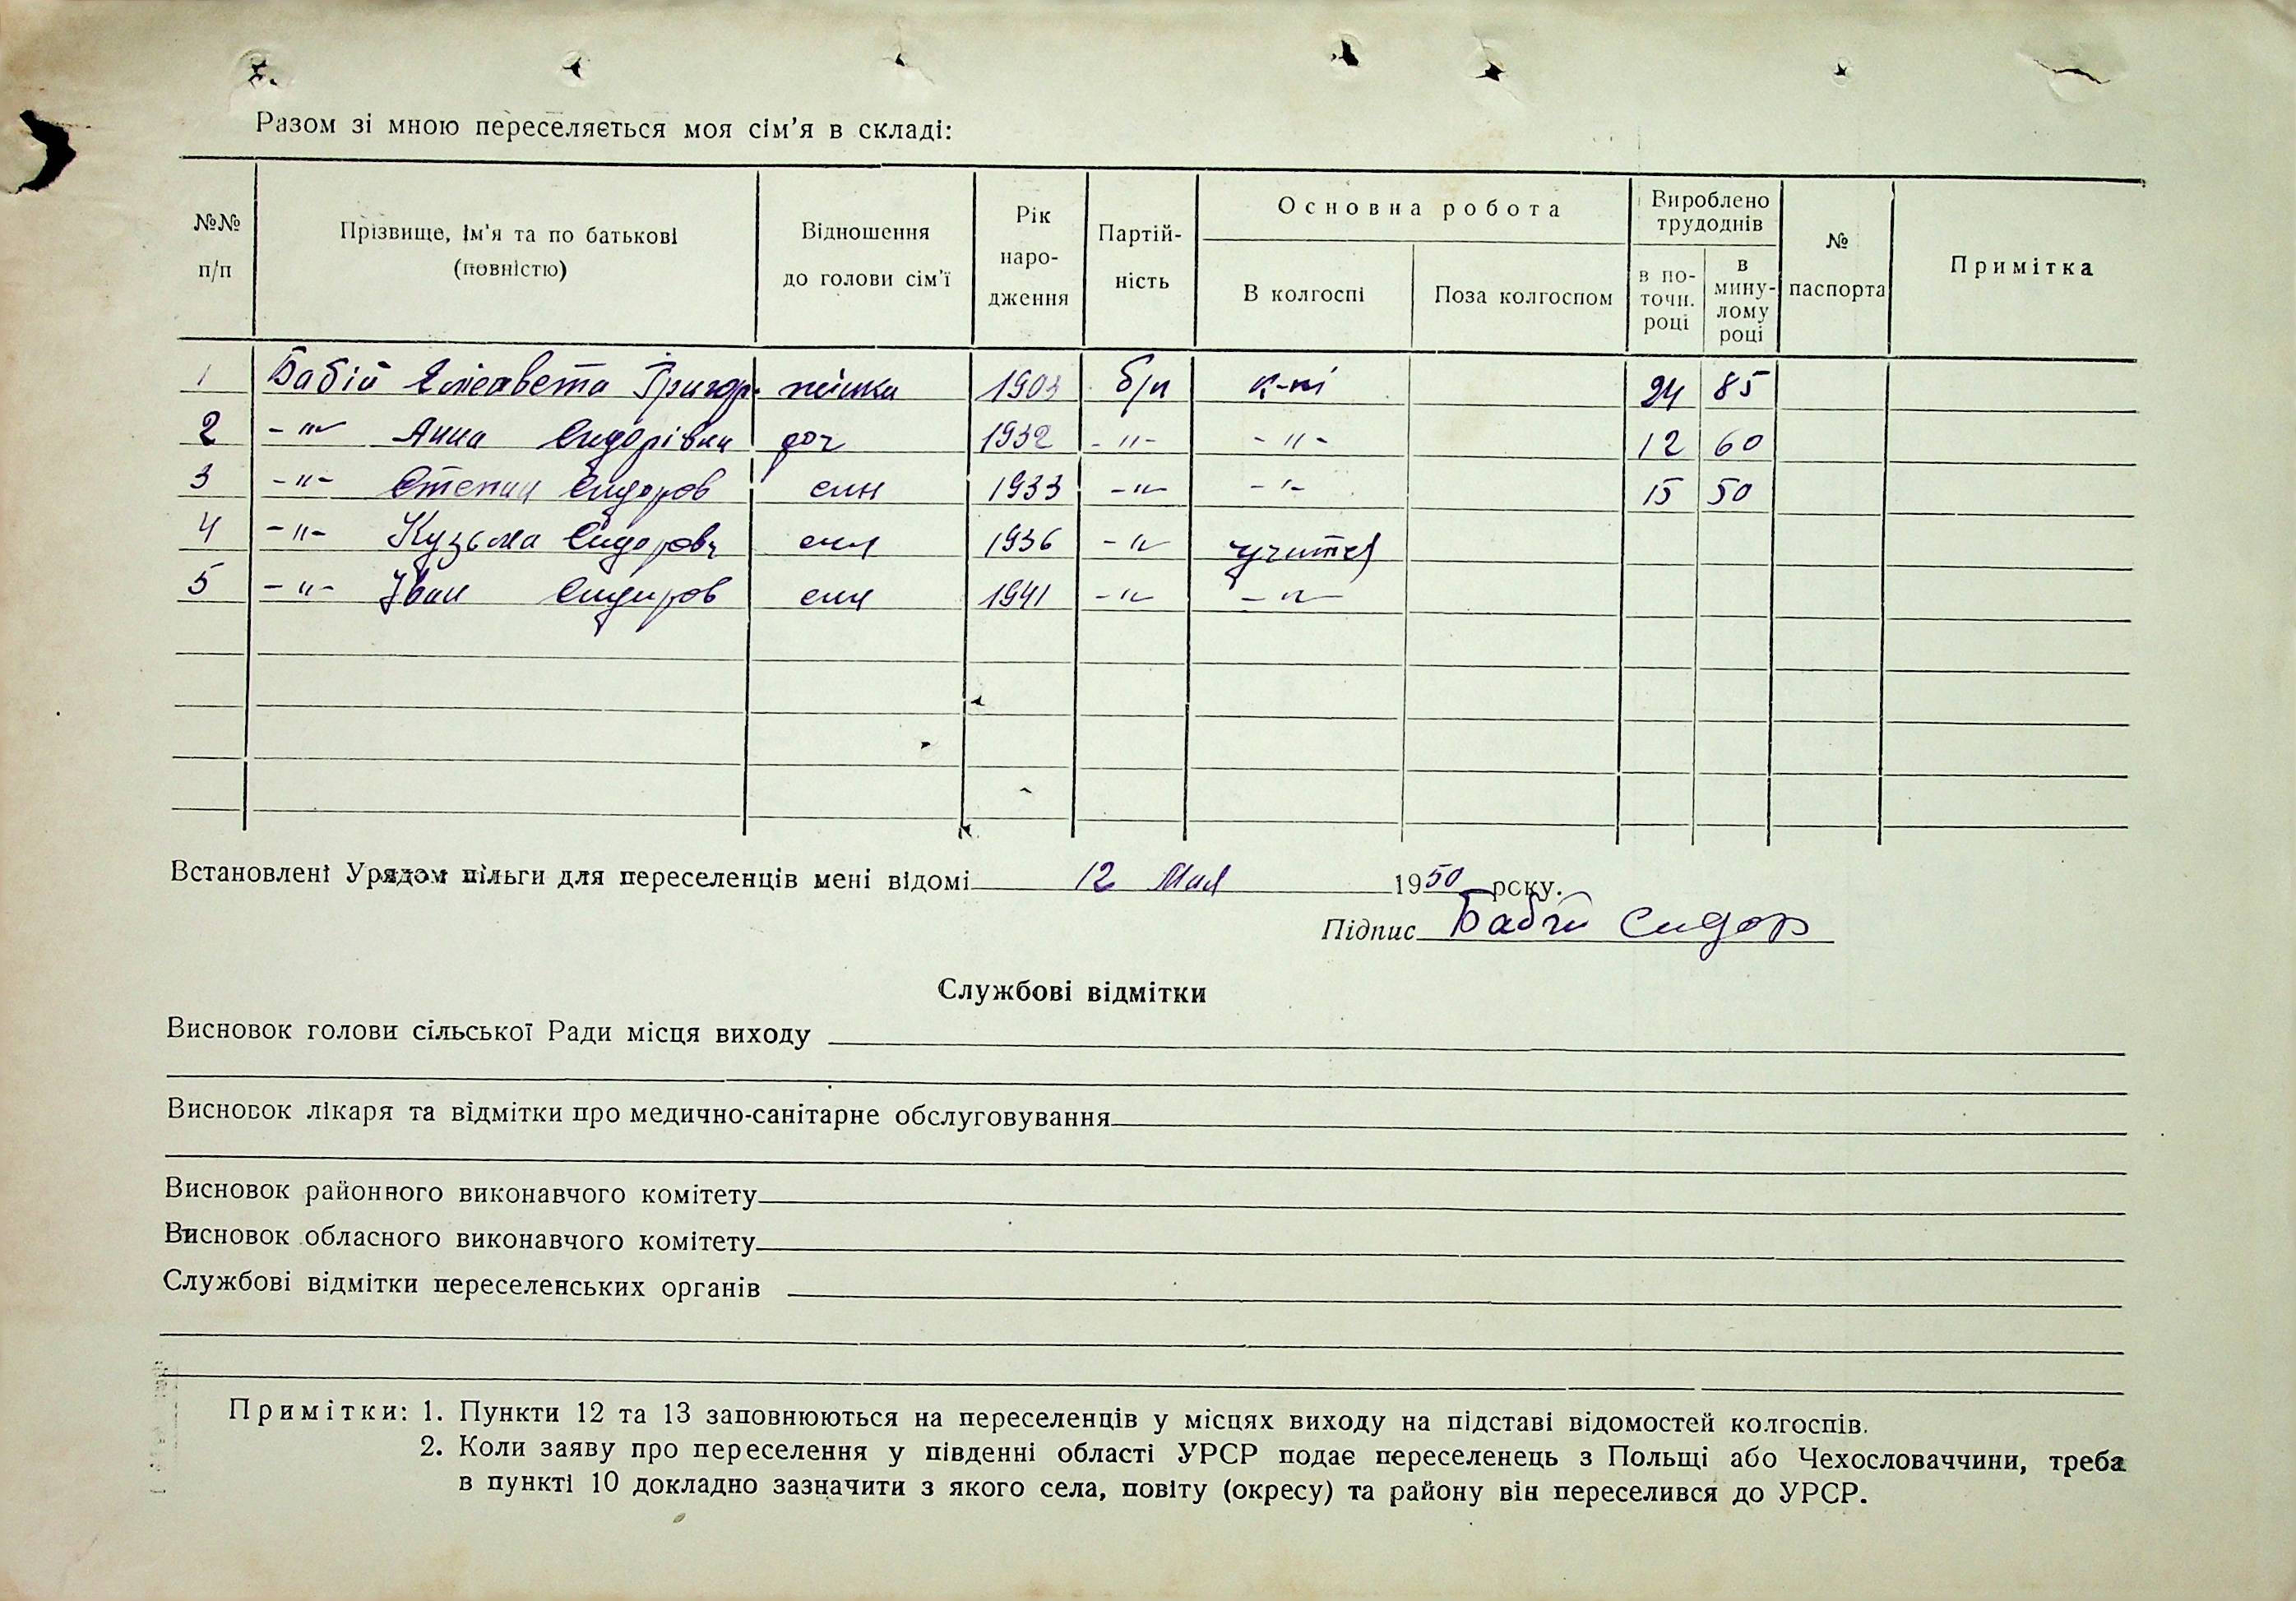 Разом зі мною переселяється моя сім'я в складі:
№№ п/п
Прізвище, ім'я та по батькові (повністю)
Відношення до голови сім'ї
Рік народження
Партійність
Основна робота
В колгоспі
Поза колгоспом
Вироблено трудоднів
в поточн. році
в минулому році
№ паспорта
Примітка
1 Бабій Єлісавета Григор. жінка 1903 б/п к-пі 24 85
2 -"- Анна Сидорівна доч 1932 -"- -"- 12 60
3 -"- Степан Сидоров син 1933 -"- -"- 15 50
4 -"- Кузьма Сидоров син 1936 -"-
5 -"- Іван Сидоров син 1941 -"- -"-
Встановлені Урядом пільги для переселенців мені відомі 12 Мая 1950 року.
Підпис Бабій Сидор
Службові відмітки
Висновок голови сільської Ради місця виходу
Висновок лікаря та відмітки про медично-санітарне обслуговування
Висновок районного виконавчого комітету
Висновок обласного виконавчого комітету
Службові відмітки переселенських органів
Примітки: 1. Пункти 12 та 13 заповнюються на переселенців у місцях виходу на підставі відомостей колгоспів.
2. Коли заяву про переселення у південні області УРСР подає переселенець з Польщі або Чехословаччини, треба
в пункті 10 докладно зазначити з якого села, повіту (окресу) та району він переселився до УРСР.